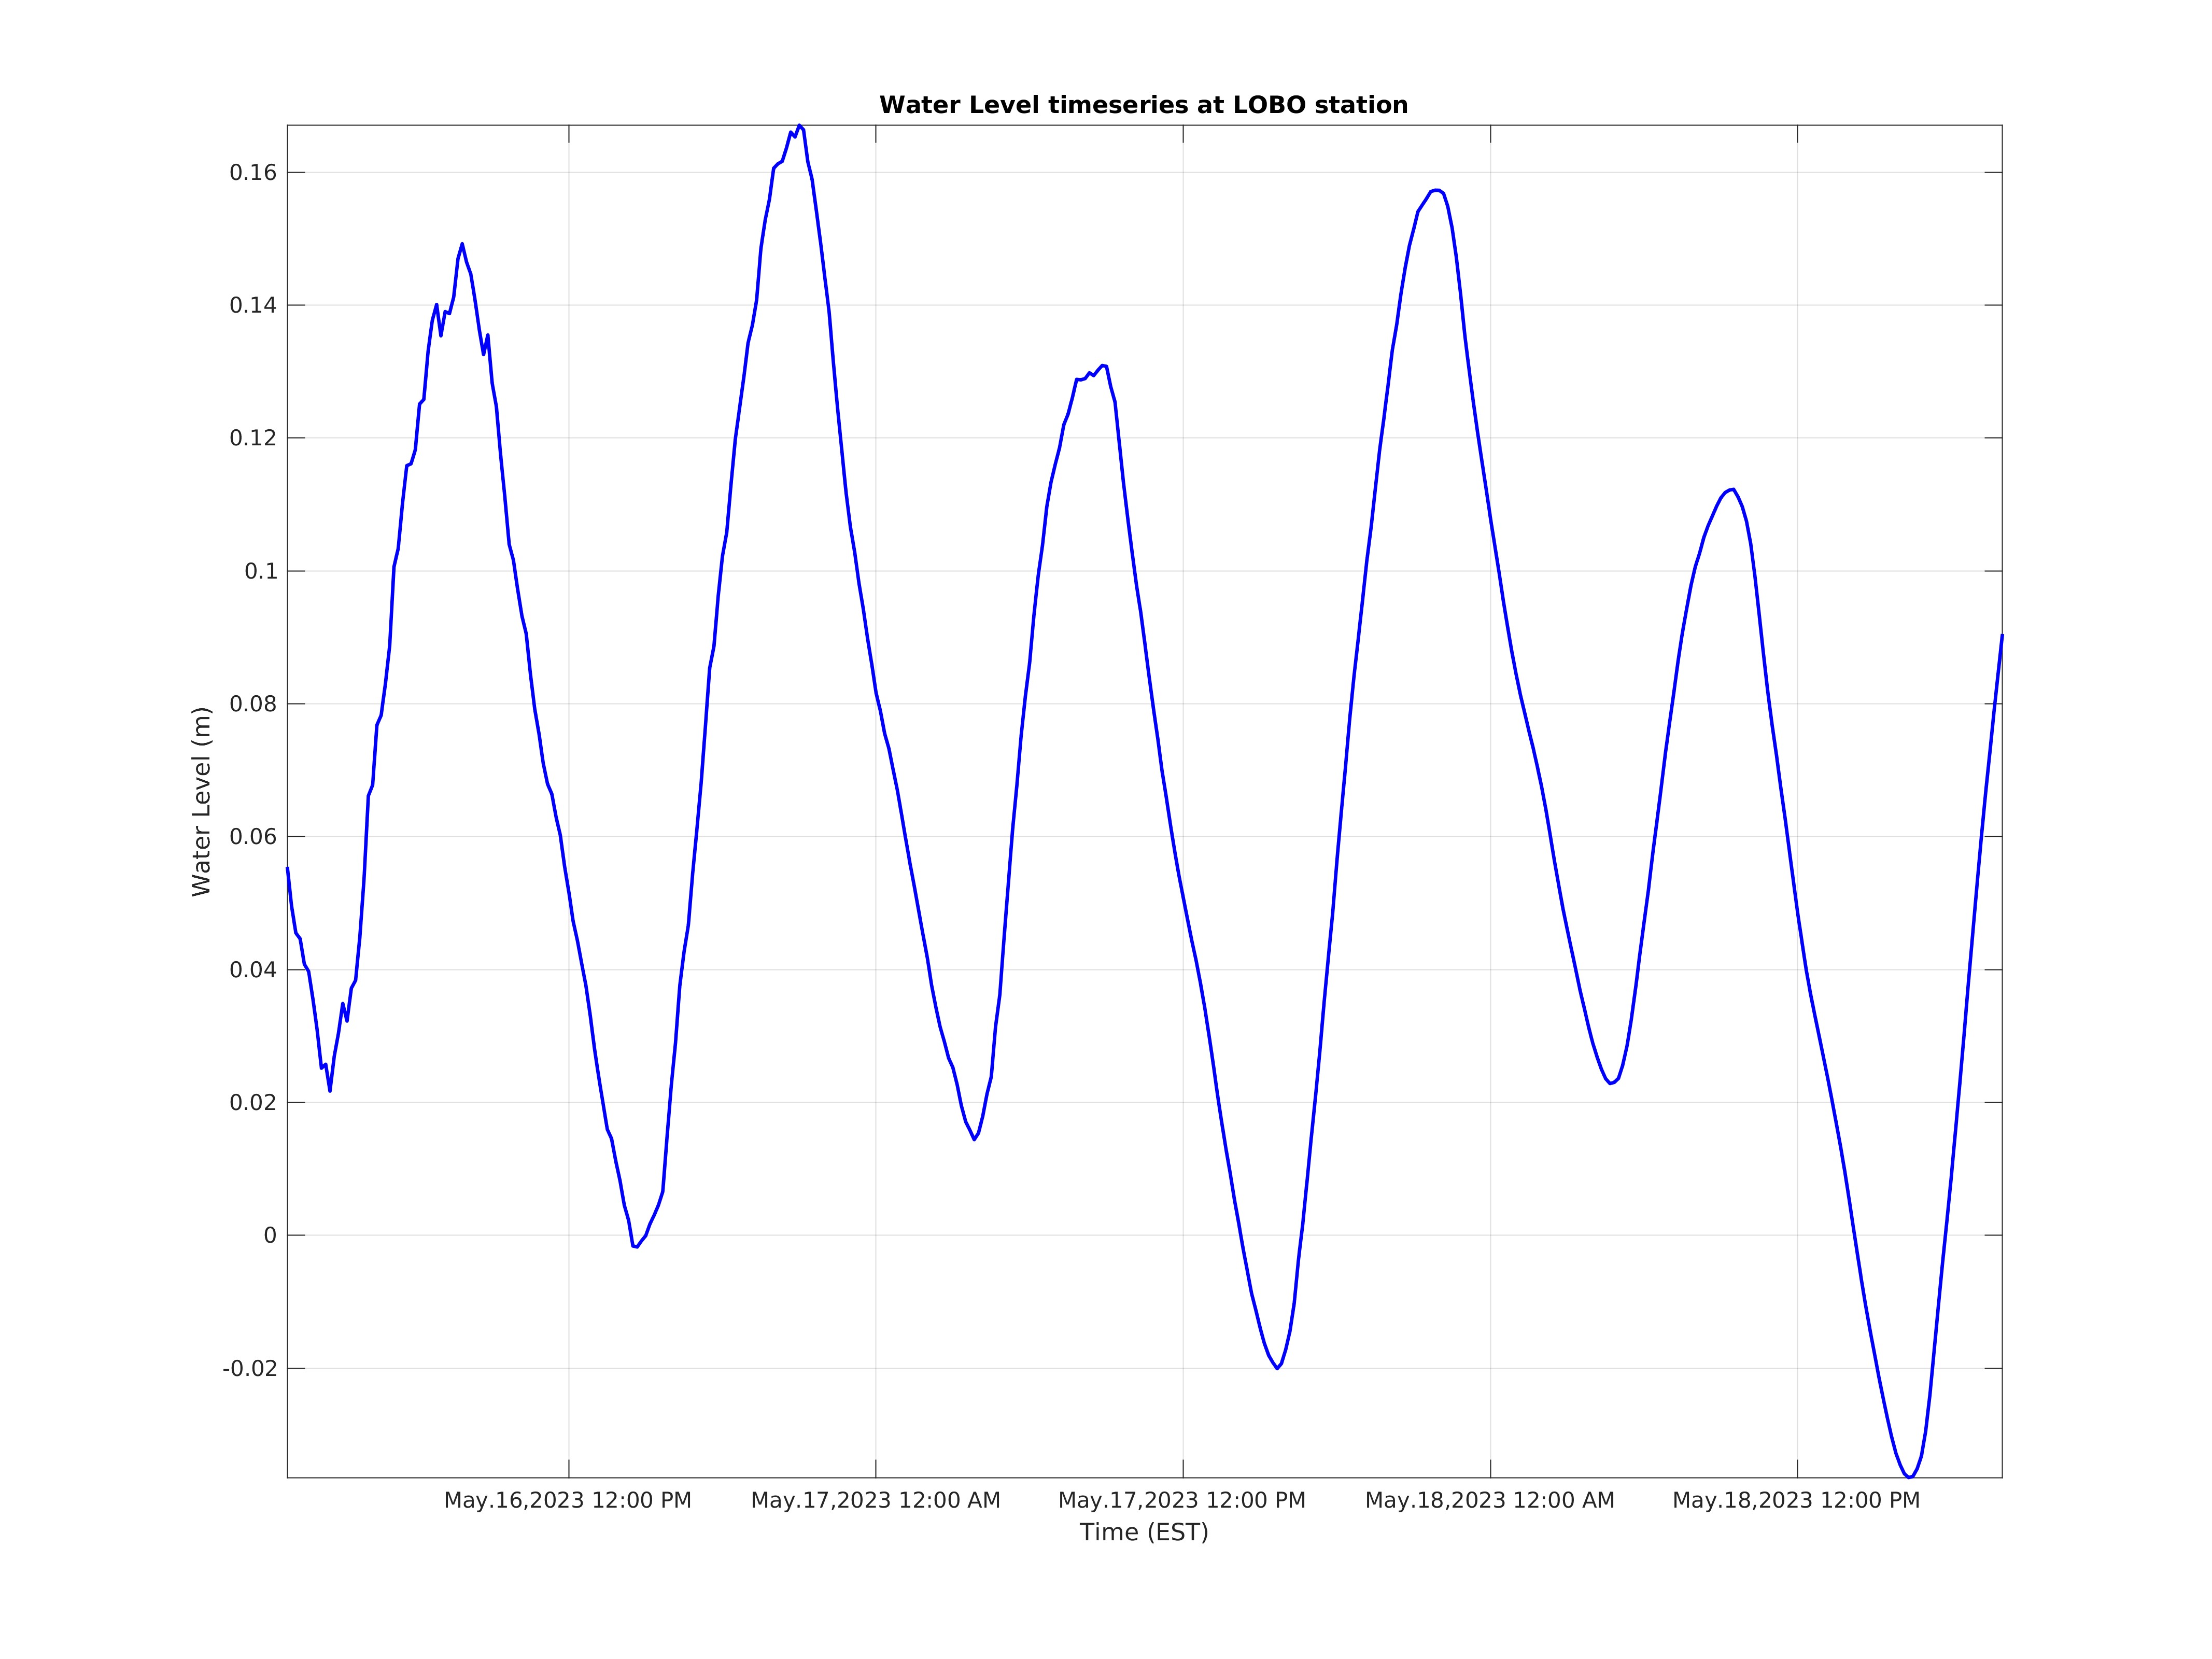 Water Level timeseries at LOBO station
0.16
0.14
0.12
0.1
0.08
0.06
0.04
0.02
0
-0.02
Water Level (m)
May.16,2023 12:00 PM
May.17,2023 12:00 AM
May.17,2023 12:00 PM
May.18,2023 12:00 AM
May.18,2023 12:00 PM
Time (EST)